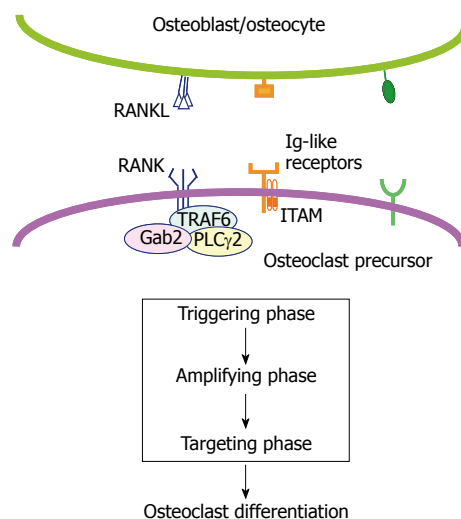 Osteoblast/osteocyte
RANKL
Ig-like
receptors
RANK
ITAM
TRAF6
Gab2
PLCγ2
Osteoclast precursor
Triggering phase
Amplifying phase
Targeting phase
Osteoclast differentiation